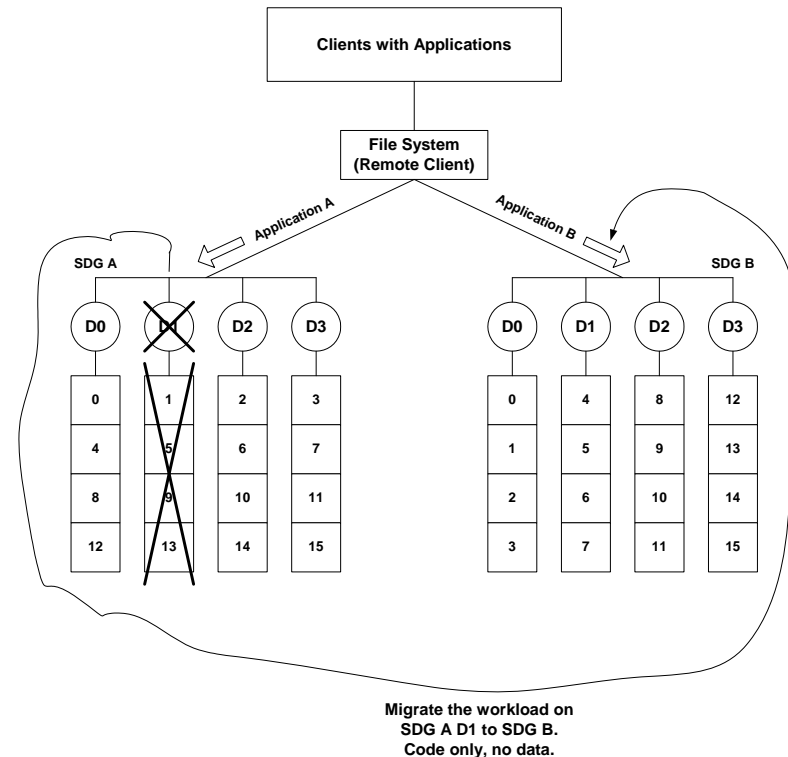 Clients with Applications
File System
(Remote Client)
Application A
Application B
SDG A
SDG B
D0
D1
D2
D3
D0
D1
D2
D3
0
1
2
3
0
4
8
12
4
5
6
7
1
5
9
13
8
9
10
11
2
6
10
14
12
13
14
15
3
7
11
15
Migrate the workload on
SDG A D1 to SDG B.
Code only, no data.